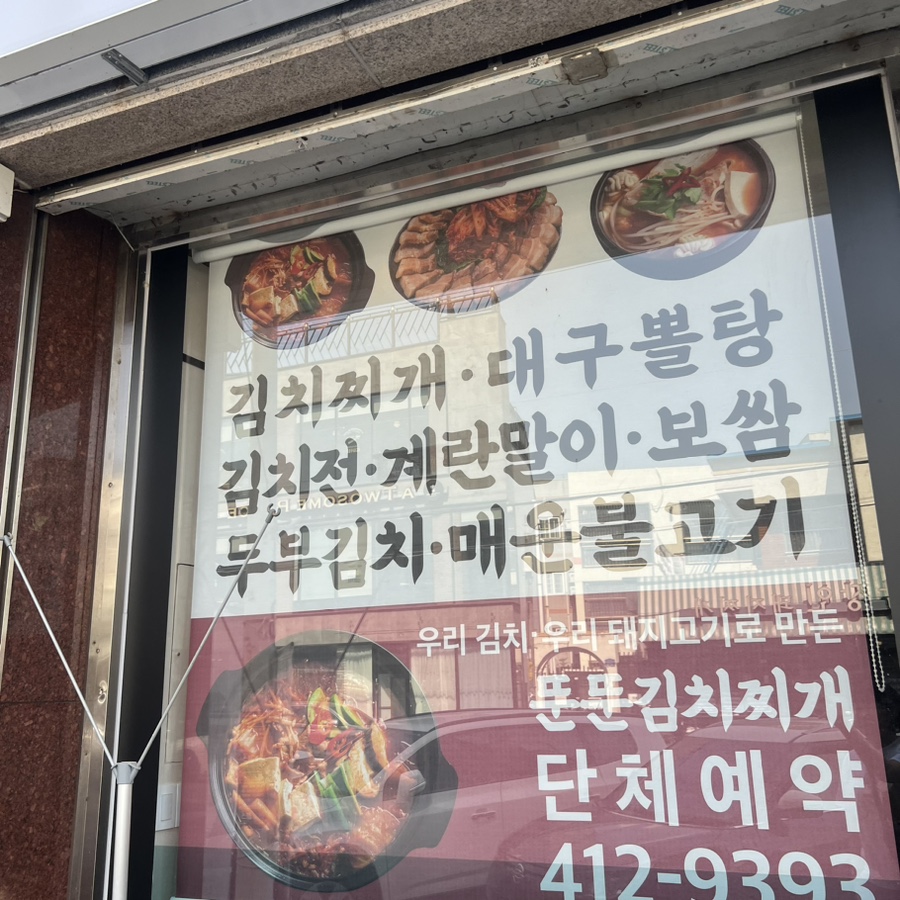 김치찌개·대구뽈탕
김치전·계란말이·보쌈
두부김치·매운불고기
우리 김치·우리 돼지고기로 만든
뚠뚠김치찌개
단체예약
412-9393